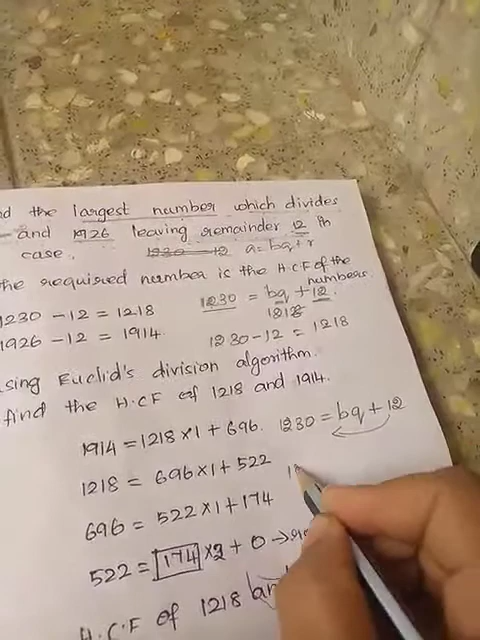 nd the largest number which divides
and 1926 leaving remainder 12 in
case. 1230 - 12 a = bq + r
he required number is the H.C.F of the
numbers.
1230 - 12 = 1218 1230 = bq + 12.
1926 - 12 = 1914. 1218
1230 - 12 = 1218
sing Euclid's division algorithm.
find the H.C.F of 1218 and 1914.
1914 = 1218 × 1 + 696. 1230 = bq + 12
1218 = 696 × 1 + 522
696 = 522 × 1 + 174
522 = 174 × 2 + 0 →
H.C.F of 1218